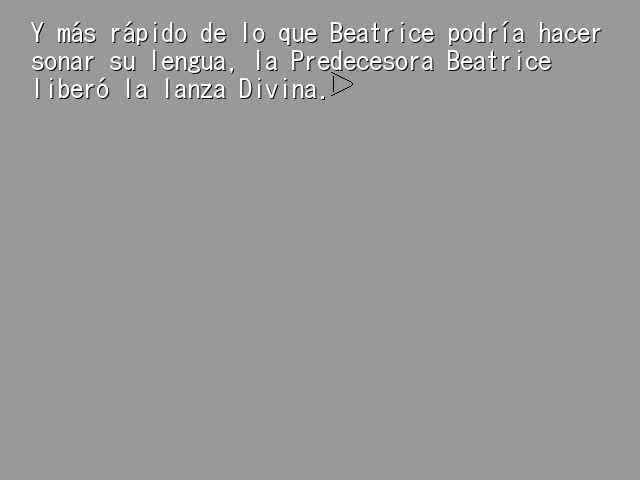 Y más rápido de lo que Beatrice podría hacer
sonar su lengua, la Predecesora Beatrice
liberó la lanza Divina.